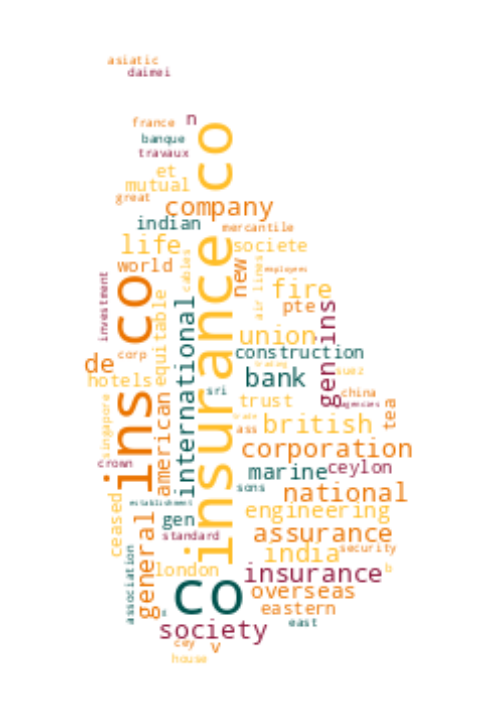 asiatic
daimei
france
n
banque
travaux
et
mutual
great
company
indian
mercantile
life
societe
world
insurance co
ins co
investment
cables
new
air lines
employees
fire
pte
gen ins
international
equitable
union
construction
corp
de
hotels
bank
suez
trading
sri
trust
china
agencies
tea
singapore
american
trade
ass
british
corporation
crown
marine
ceylon
sons
national
establishment
ceased
general
gen
engineering
standard
assurance
india
security
association
london
insurance
b
co
overseas
eastern
society
east
cey
v
house